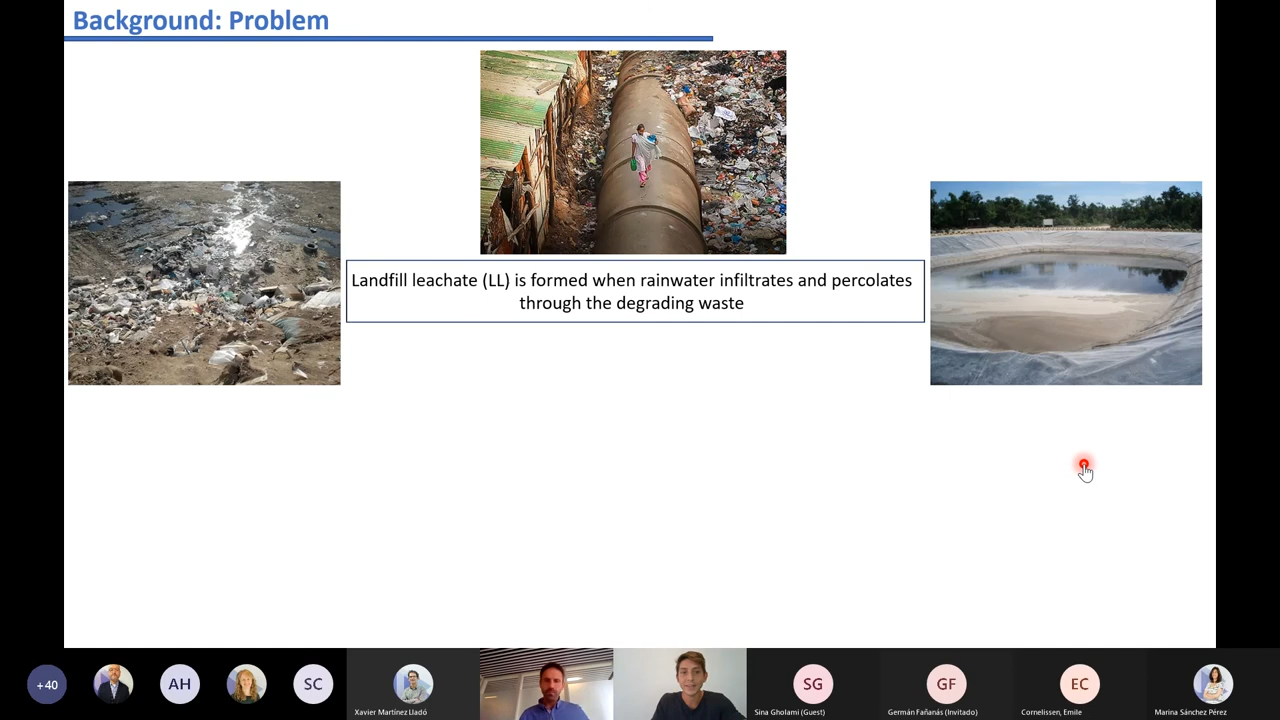 Background: Problem
Landfill leachate (LL) is formed when rainwater infiltrates and percolates
through the degrading waste
+40
AH
SC
Xavier Martínez Lladó
SG
Sina Gholami (Guest)
GF
Germán Fañanás (Invitado)
EC
Cornelissen, Emile
Marina Sánchez Pérez